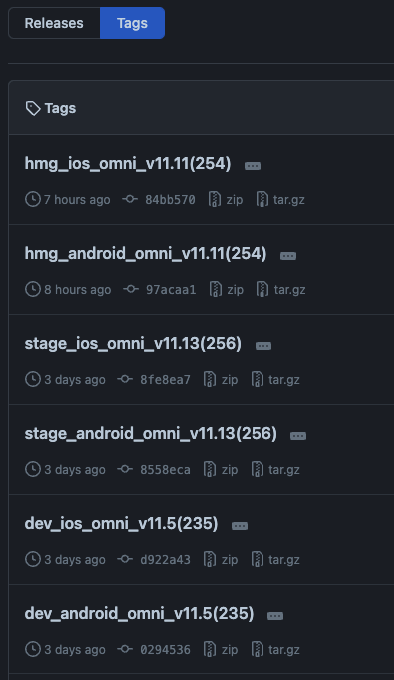 Releases Tags
Tags
hmg_ios_omni_v11.11(254)
7 hours ago 84bb570 zip tar.gz
hmg_android_omni_v11.11(254)
8 hours ago 97acaa1 zip tar.gz
stage_ios_omni_v11.13(256)
3 days ago 8fe8ea7 zip tar.gz
stage_android_omni_v11.13(256)
3 days ago 8558eca zip tar.gz
dev_ios_omni_v11.5(235)
3 days ago d922a43 zip tar.gz
dev_android_omni_v11.5(235)
3 days ago 0294536 zip tar.gz